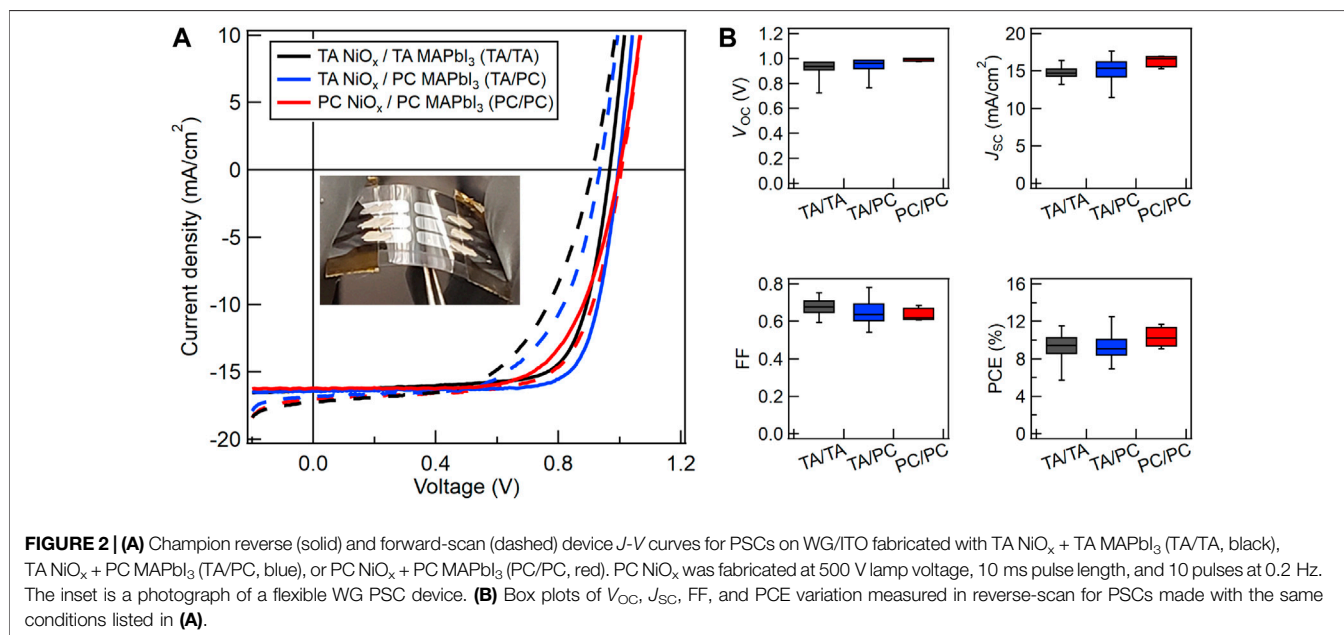 A
10
5
0
-5
-10
-15
-20
Current density (mA/cm²)
TA NiOₓ / TA MAPbI₃ (TA/TA)
TA NiOₓ / PC MAPbI₃ (TA/PC)
PC NiOₓ / PC MAPbI₃ (PC/PC)
0.0
0.4
0.8
1.2
Voltage (V)
B
1.2
1.0
0.8
0.6
0.4
0.2
0.0
V_OC (V)
TA/TA
TA/PC
PC/PC
20
15
10
5
0
J_SC (mA/cm²)
TA/TA
TA/PC
PC/PC
0.8
0.6
0.4
0.2
0.0
FF
TA/TA
TA/PC
PC/PC
16
12
8
4
0
PCE (%)
TA/TA
TA/PC
PC/PC
FIGURE 2 | (A) Champion reverse (solid) and forward-scan (dashed) device J-V curves for PSCs on WG/ITO fabricated with TA NiOₓ + TA MAPbI₃ (TA/TA, black),
TA NiOₓ + PC MAPbI₃ (TA/PC, blue), or PC NiOₓ + PC MAPbI₃ (PC/PC, red). PC NiOₓ was fabricated at 500 V lamp voltage, 10 ms pulse length, and 10 pulses at 0.2 Hz.
The inset is a photograph of a flexible WG PSC device. (B) Box plots of V_OC, J_SC, FF, and PCE variation measured in reverse-scan for PSCs made with the same
conditions listed in (A).